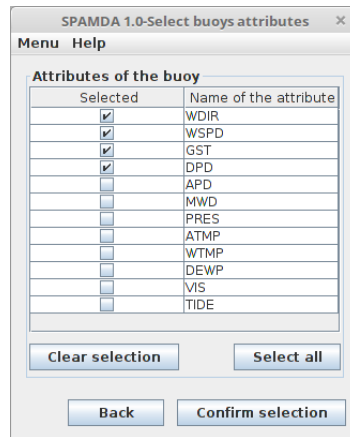 SPAMDA 1.0-Select buoys attributes ×
Menu Help
Attributes of the buoy
Selected Name of the attribute
WDIR
WSPD
GST
DPD
APD
MWD
PRES
ATMP
WTMP
DEWP
VIS
TIDE
Clear selection Select all
Back Confirm selection